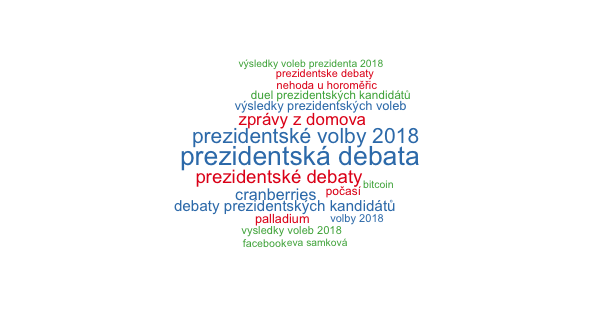 výsledky voleb prezidenta 2018
prezidentske debaty
nehoda u horoměřic
duel prezidentských kandidátů
výsledky prezidentských voleb
zprávy z domova
prezidentské volby 2018
prezidentská debata
prezidentské debaty
bitcoin
cranberries
počasí
debaty prezidentských kandidátů
palladium
volby 2018
vysledky voleb 2018
facebook
eva samková